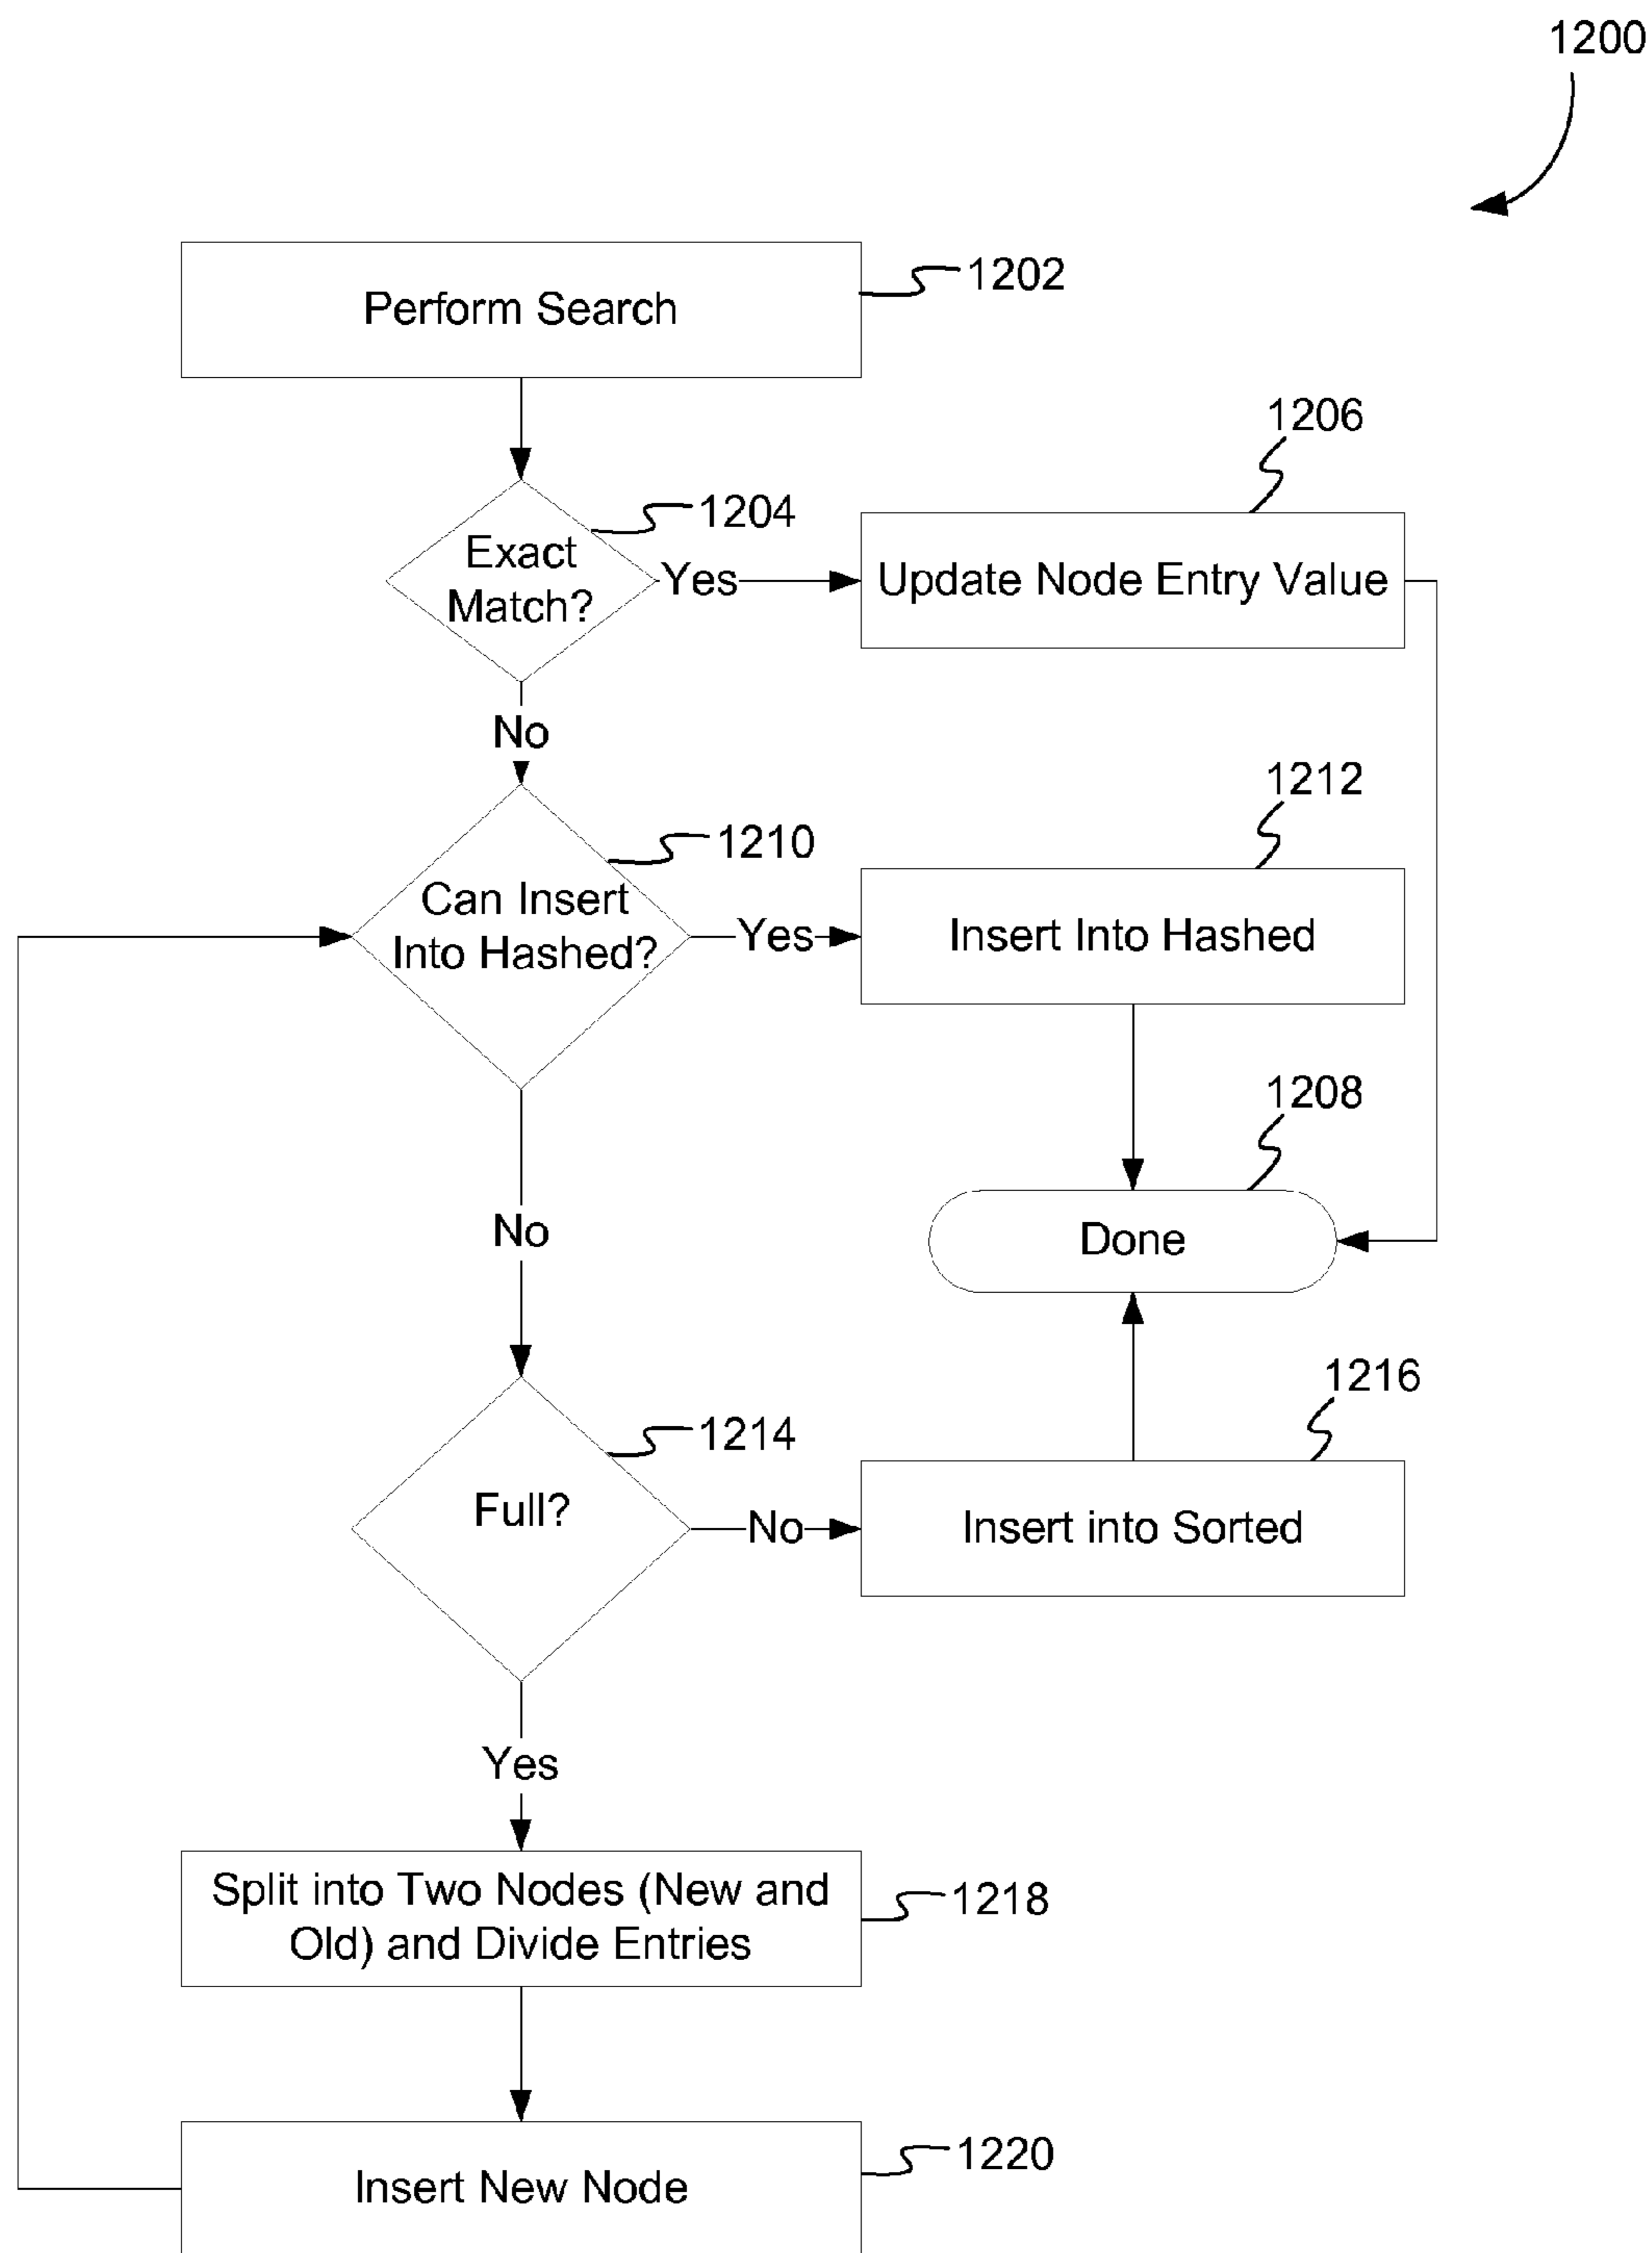 1200
Perform Search
1202
1204
Exact
Match?
Yes
1206
Update Node Entry Value
No
1210
Can Insert
Into Hashed?
Yes
1212
Insert Into Hashed
1208
Done
No
1214
Full?
No
1216
Insert into Sorted
Yes
Split into Two Nodes (New and
Old) and Divide Entries
1218
Insert New Node
1220